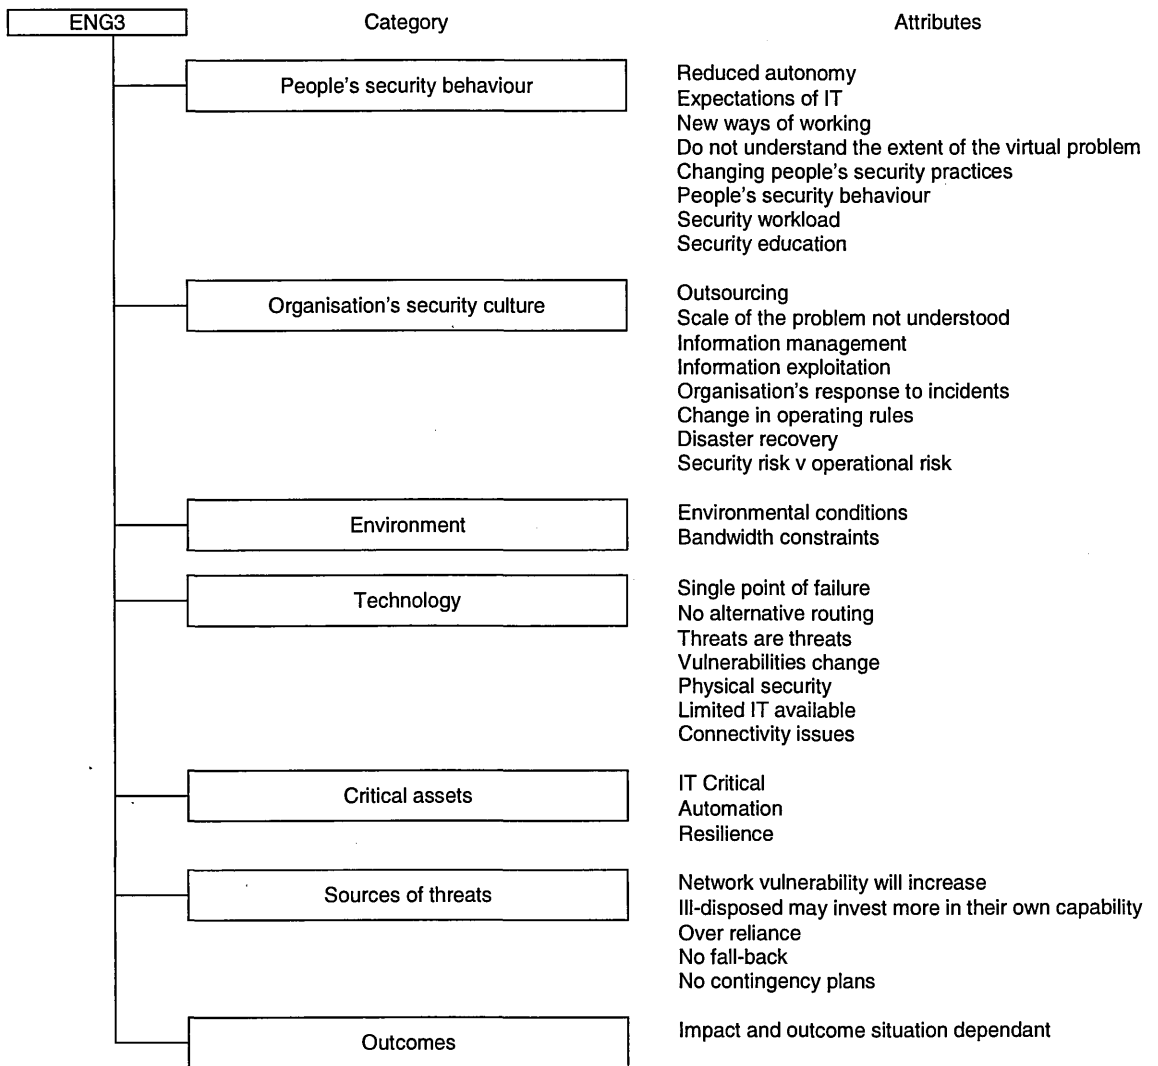 ENG3 Category Attributes
People's security behaviour
Reduced autonomy
Expectations of IT
New ways of working
Do not understand the extent of the virtual problem
Changing people's security practices
People's security behaviour
Security workload
Security education
Organisation's security culture
Outsourcing
Scale of the problem not understood
Information management
Information exploitation
Organisation's response to incidents
Change in operating rules
Disaster recovery
Security risk v operational risk
Environment
Environmental conditions
Bandwidth constraints
Technology
Single point of failure
No alternative routing
Threats are threats
Vulnerabilities change
Physical security
Limited IT available
Connectivity issues
Critical assets
IT Critical
Automation
Resilience
Sources of threats
Network vulnerability will increase
Ill-disposed may invest more in their own capability
Over reliance
No fall-back
No contingency plans
Outcomes
Impact and outcome situation dependant